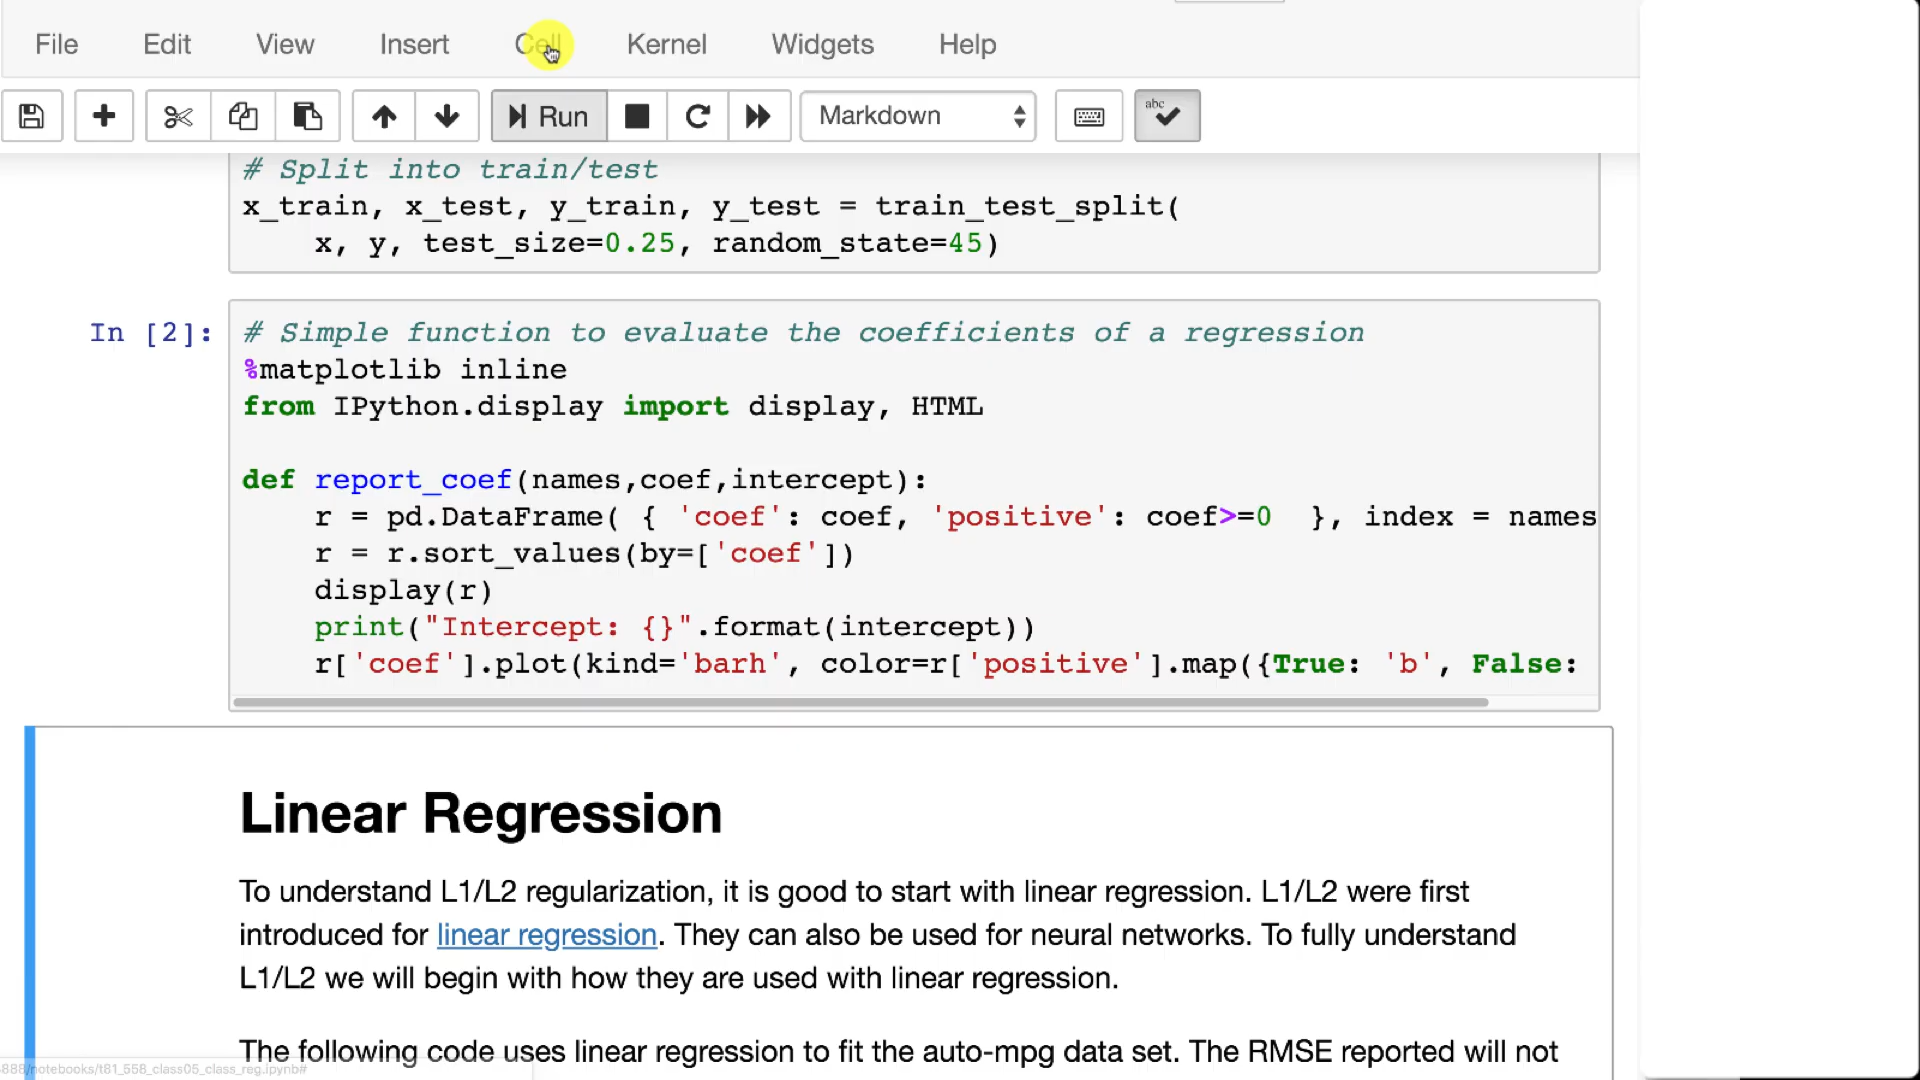 File Edit View Insert Cell Kernel Widgets Help
Run Markdown abc
# Split into train/test
x_train, x_test, y_train, y_test = train_test_split(
x, y, test_size=0.25, random_state=45)
In [2]:
# Simple function to evaluate the coefficients of a regression
%matplotlib inline
from IPython.display import display, HTML
def report_coef(names,coef,intercept):
r = pd.DataFrame( { 'coef': coef, 'positive': coef>=0 }, index = names
r = r.sort_values(by=['coef'])
display(r)
print("Intercept: {}".format(intercept))
r['coef'].plot(kind='barh', color=r['positive'].map({True: 'b', False:
Linear Regression
To understand L1/L2 regularization, it is good to start with linear regression. L1/L2 were first
introduced for linear regression. They can also be used for neural networks. To fully understand
L1/L2 we will begin with how they are used with linear regression.
The following code uses linear regression to fit the auto-mpg data set. The RMSE reported will not
888/notebooks/t81_558_class05_class_reg.ipynb#